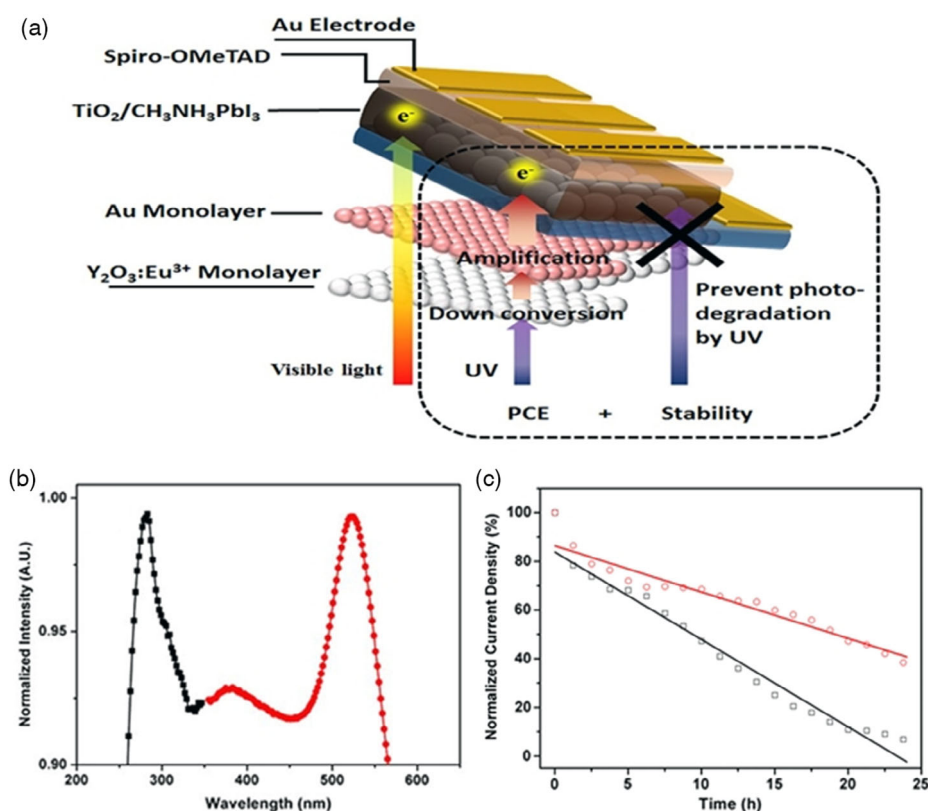 (a)
Au Electrode
Spiro-OMeTAD
TiO₂/CH₃NH₃PbI₃
e⁻
e⁻
Au Monolayer
Amplification
Y₂O₃:Eu³⁺ Monolayer
Down conversion
Prevent photo-
degradation
by UV
Visible light
UV
PCE + Stability
(b)
1.00
0.95
0.90
Normalized Intensity (A.U.)
200 300 400 500 600
Wavelength (nm)
(c)
100
80
60
40
20
0
Normalized Current Density (%)
0 5 10 15 20 25
Time (h)